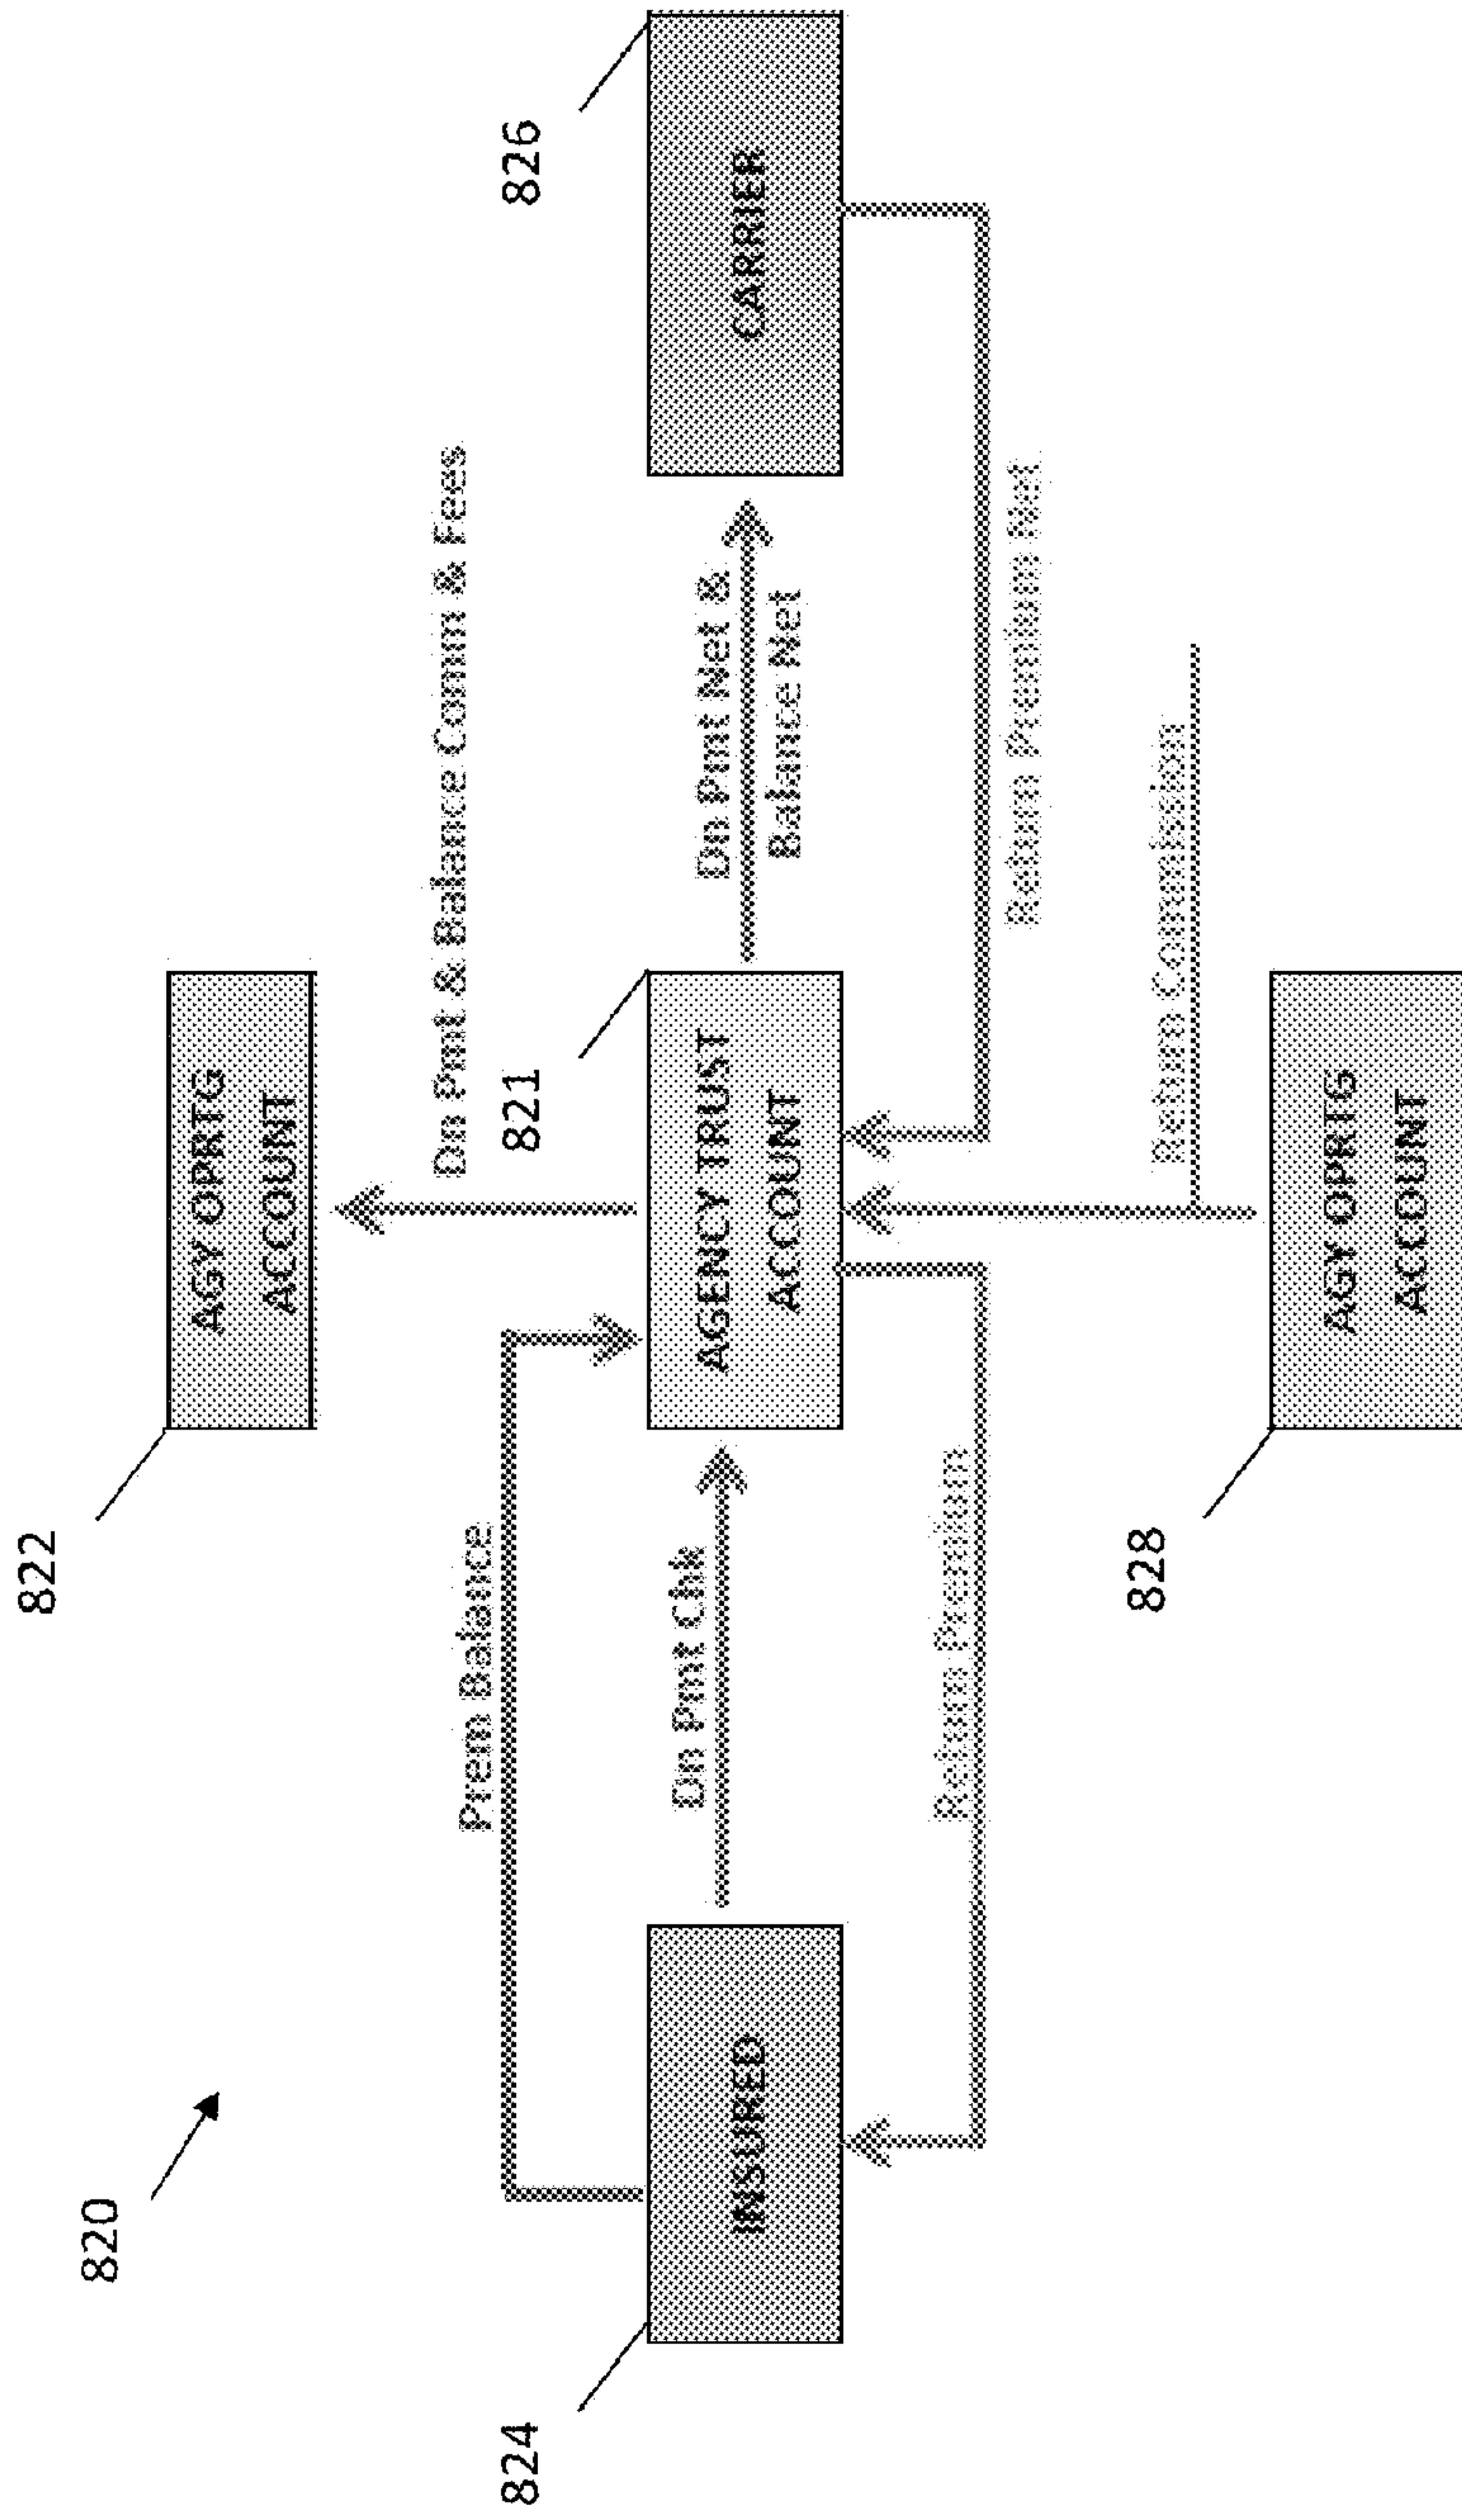 820
822
AGY OPRTG
ACCOUNT
Dn Pmt & Balance Comm & Fees
Prem Balance
824
821
826
INSURED
Dn Pmt Chk
AGENCY TRUST
ACCOUNT
Dn Pmt Net &
Balance Net
CARRIER
Return Premium
Return Premium Net
Return Commission
828
AGY OPRTG
ACCOUNT